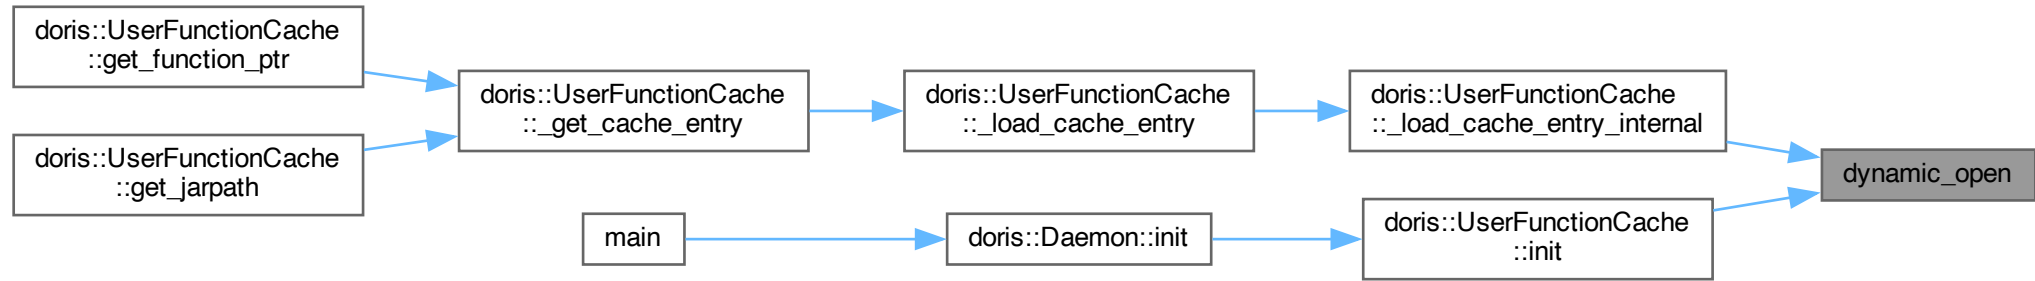 doris::UserFunctionCache
::get_function_ptr
doris::UserFunctionCache
::get_jarpath
doris::UserFunctionCache
::_get_cache_entry
doris::UserFunctionCache
::_load_cache_entry
doris::UserFunctionCache
::_load_cache_entry_internal
dynamic_open
main
doris::Daemon::init
doris::UserFunctionCache
::init